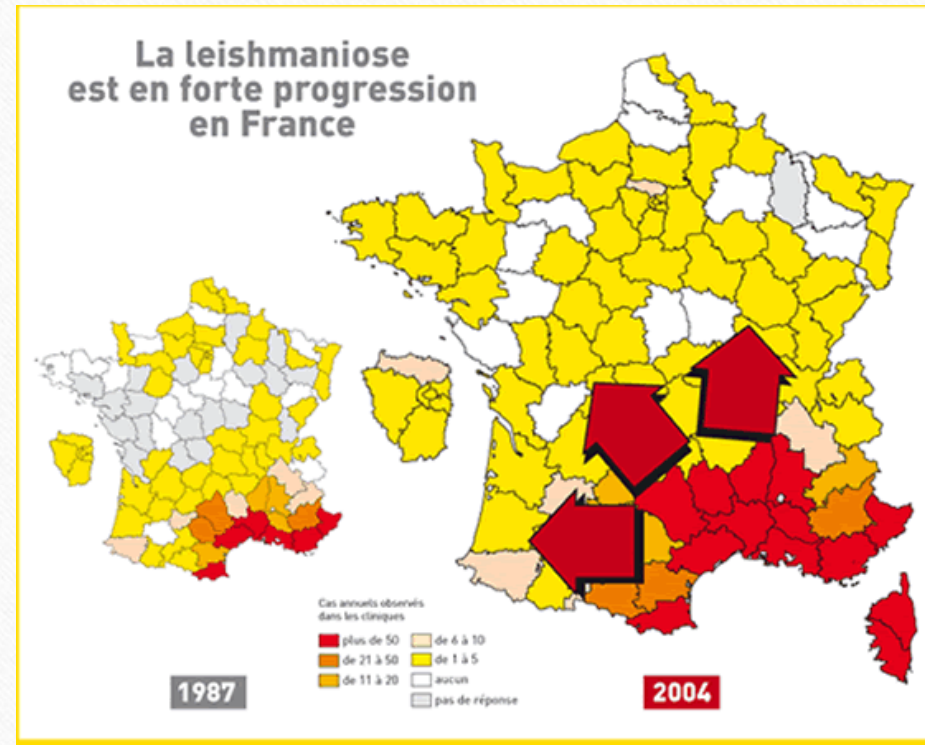 La leishmaniose
est en forte progression
en France
Cas annuels observés
dans les cliniques
plus de 50
de 6 à 10
de 21 à 50
de 1 à 5
de 11 à 20
aucun
pas de réponse
1987
2004